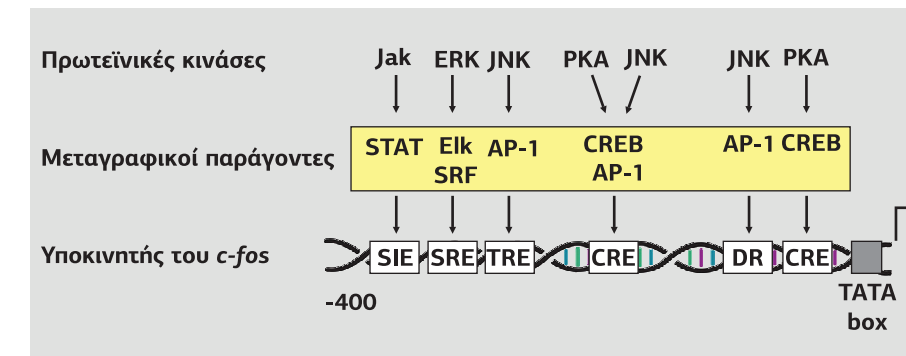 Πρωτεϊνικές κινάσες Jak ERK JNK PKA JNK JNK PKA
Μεταγραφικοί παράγοντες STAT Elk AP-1 CREB AP-1 CREB
SRF AP-1
Υποκινητής του c-fos SIE SRE TRE CRE DR CRE
-400 TATA
box